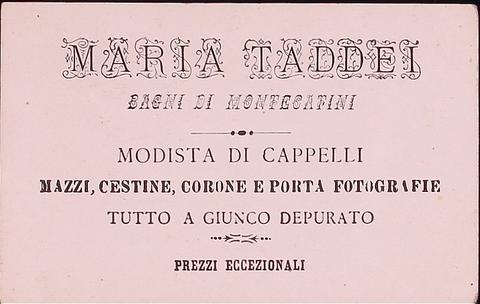 MARIA TADDEI
BAGNI DI MONTECATINI
MODISTA DI CAPPELLI
MAZZI, CESTINE, CORONE E PORTA FOTOGRAFIE
TUTTO A GIUNCO DEPURATO
PREZZI ECCEZIONALI